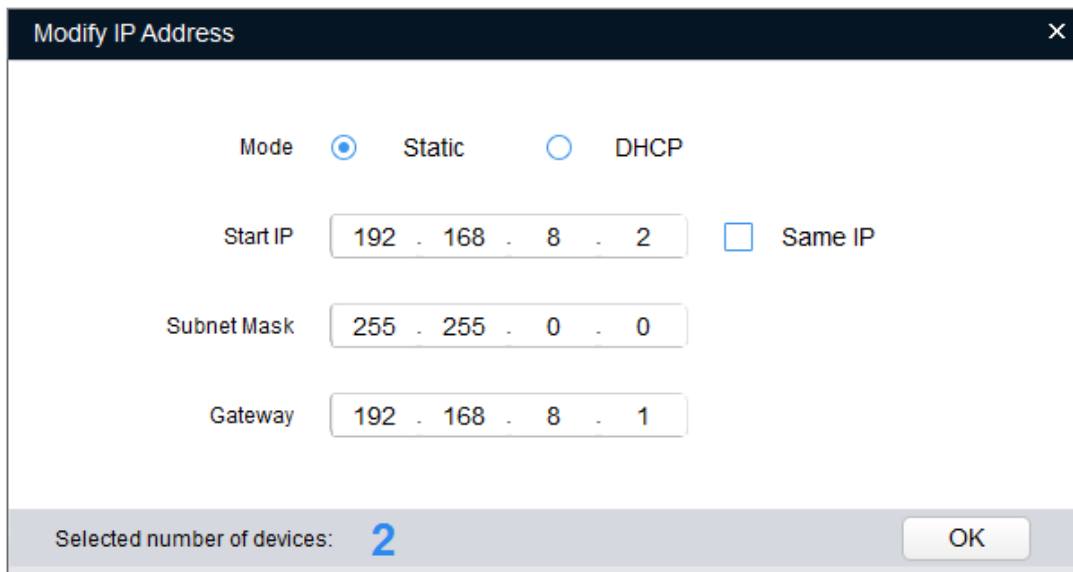 Modify IP Address
Mode Static DHCP
Start IP 192 . 168 . 8 . 2 Same IP
Subnet Mask 255 . 255 . 0 . 0
Gateway 192 . 168 . 8 . 1
Selected number of devices: 2 OK